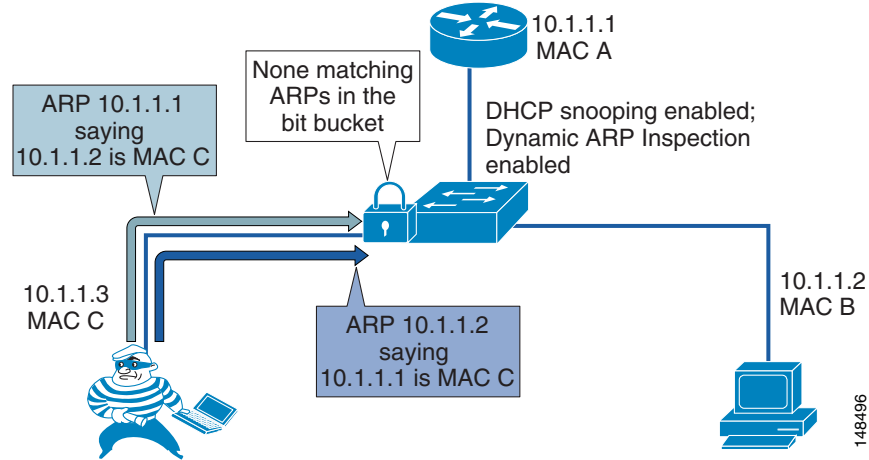 10.1.1.1
MAC A
None matching
ARPs in the
bit bucket
ARP 10.1.1.1
saying
10.1.1.2 is MAC C
DHCP snooping enabled;
Dynamic ARP Inspection
enabled
10.1.1.3
MAC C
ARP 10.1.1.2
saying
10.1.1.1 is MAC C
10.1.1.2
MAC B
148496